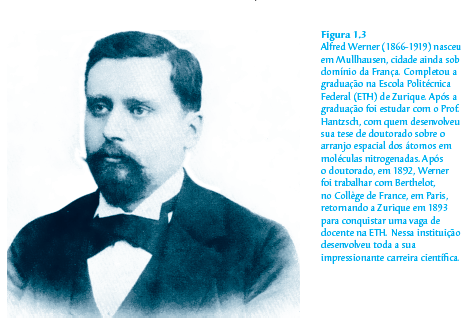 Figura 1.3
Alfred Werner (1866-1919) nasceu
em Mullhausen, cidade ainda sob
domínio da França. Completou a
graduação na Escola Politécnica
Federal (ETH) de Zurique. Após a
graduação foi estudar com o Prof.
Hantzsch, com quem desenvolveu
sua tese de doutorado sobre o
arranjo espacial dos átomos em
moléculas nitrogenadas. Após
o doutorado, em 1892, Werner
foi trabalhar com Berthelot,
no Collège de France, em Paris,
retornando a Zurique em 1893
para conquistar uma vaga de
docente na ETH. Nessa instituição
desenvolveu toda a sua
impressionante carreira científica.